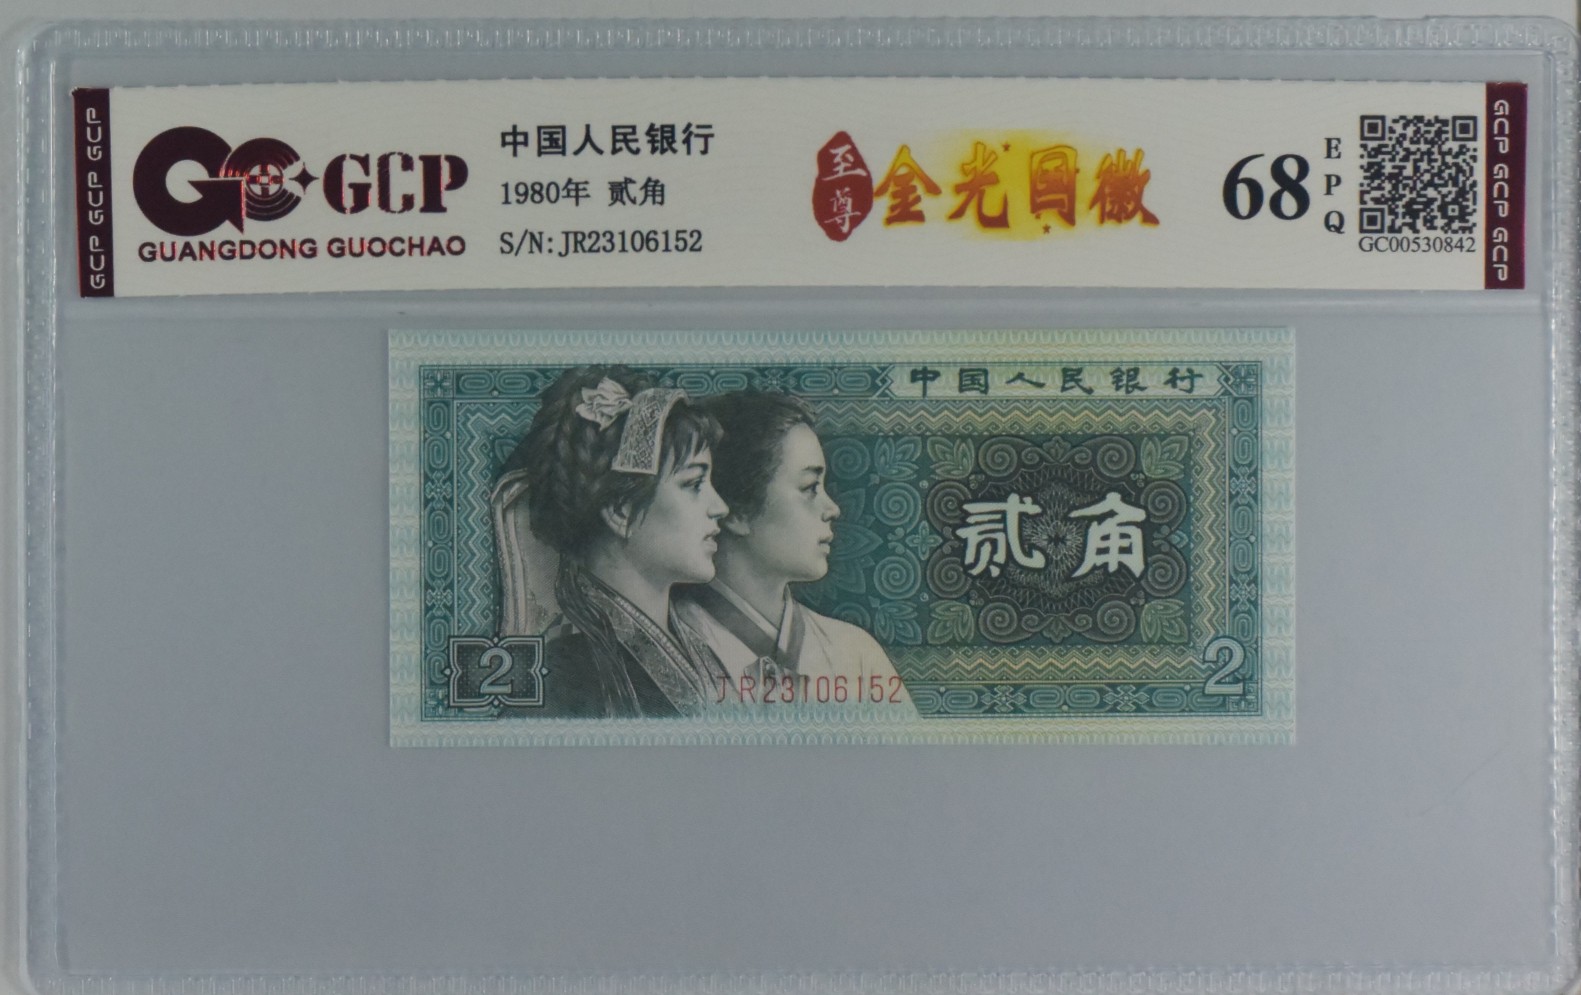 GCP GCP GCP
GCP
GUANGDONG GUOCHAO
中国人民银行
1980年 贰角
S/N:JR23106152
至尊
金光国徽
68
EPQ
GC00530842
GCP GCP GCP
中国人民银行
贰角
2
JR23106152
2